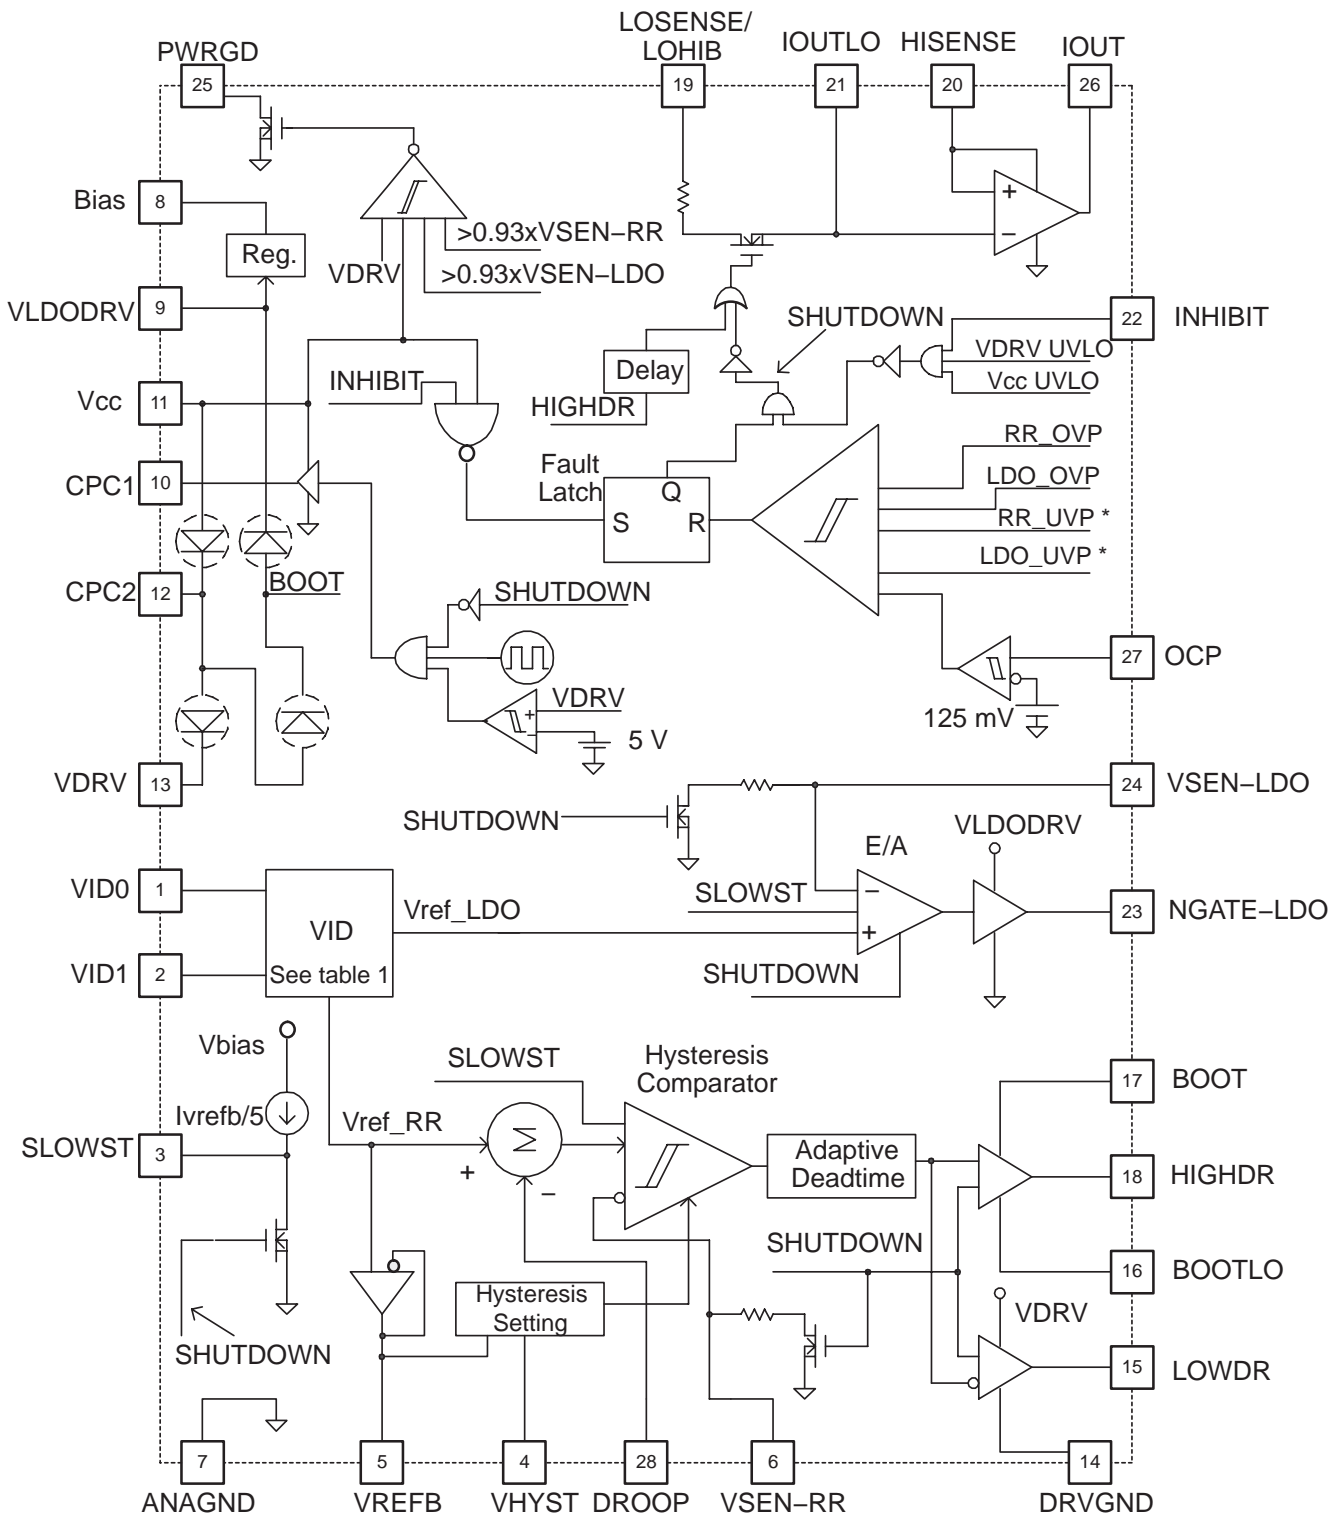 LOSENSE/
LOHIB
IOUTLO
HISENSE
IOUT
PWRGD
25
19
21
20
26
Bias
8
Reg.
>0.93xVSEN−RR
VDRV
>0.93xVSEN−LDO
+
−
VLDODRV
9
SHUTDOWN
22
INHIBIT
VDRV UVLO
Vcc UVLO
Delay
INHIBIT
HIGHDR
Vcc
11
RR_OVP
LDO_OVP
RR_UVP *
LDO_UVP *
CPC1
10
Fault
Latch
Q
S
R
CPC2
12
BOOT
SHUTDOWN
27
OCP
125 mV
VDRV
+
−
5 V
VDRV
13
24
VSEN−LDO
SHUTDOWN
VLDODRV
E/A
VID0
1
VID
See table 1
Vref_LDO
SLOWST
−
+
23
NGATE−LDO
VID1
2
SHUTDOWN
Vbias
Ivrefb/5
SLOWST
3
SLOWST
Hysteresis
Comparator
Vref_RR
Σ
+
−
Adaptive
Deadtime
17
BOOT
18
HIGHDR
SHUTDOWN
16
BOOTLO
Hysteresis
Setting
VDRV
SHUTDOWN
15
LOWDR
7
5
4
28
6
14
ANAGND
VREFB
VHYST
DROOP
VSEN−RR
DRVGND